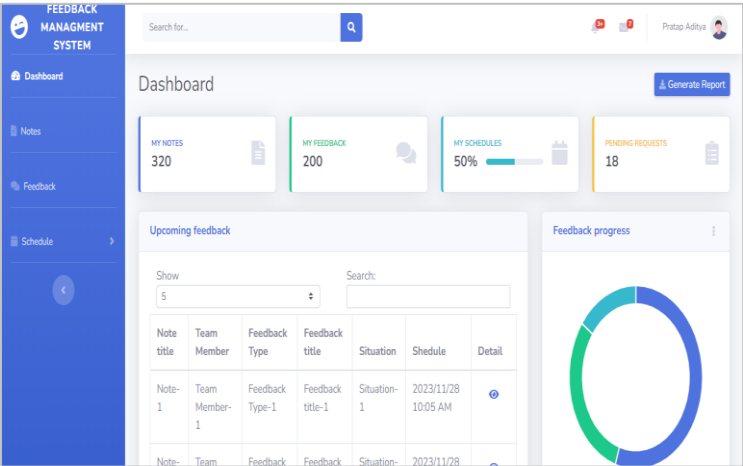 FEEDBACK
MANAGMENT
SYSTEM
Search for...
3+
7
Pratap Aditya
Dashboard
Notes
Feedback
Schedule
Dashboard
Generate Report
MY NOTES
320
MY FEEDBACK
200
MY SCHEDULES
50%
PENDING REQUESTS
18
Upcoming feedback
Show
5
Search:
Note title
Team Member
Feedback Type
Feedback title
Situation
Shedule
Detail
Note-1
Team Member-1
Feedback Type-1
Feedback title-1
Situation-1
2023/11/28 10:05 AM
Note-
Team
Feedback
Feedback
Situation-
2023/11/28
Feedback progress